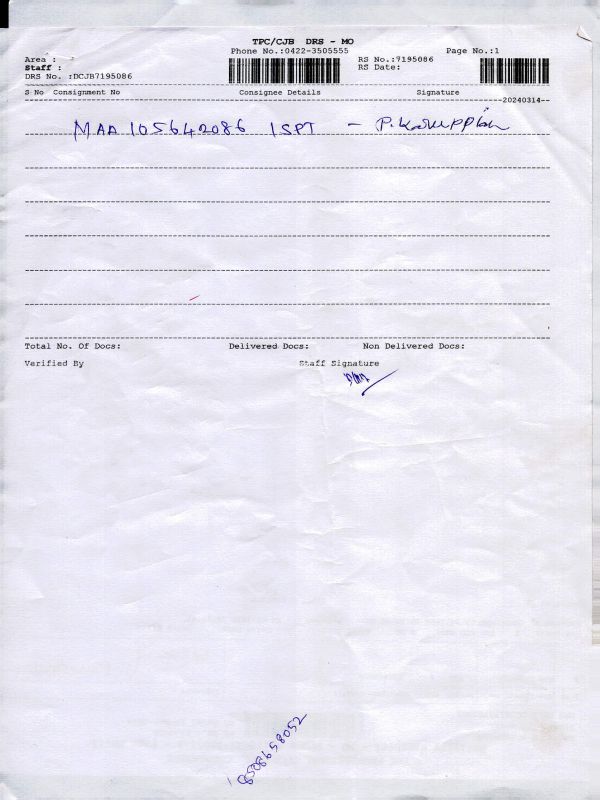 TPC/CJB DRS - MO
Phone No.:0422-3505555 Page No.:1
Area : RS No.:7195086
Staff : RS Date:
DRS No. :DCJB7195086
S No Consignment No Consignee Details Signature
20240314
MAA 105642086 1SPT - P. Karuppiah
Total No. Of Docs: Delivered Docs: Non Delivered Docs:
Verified By Staff Signature
8508658052